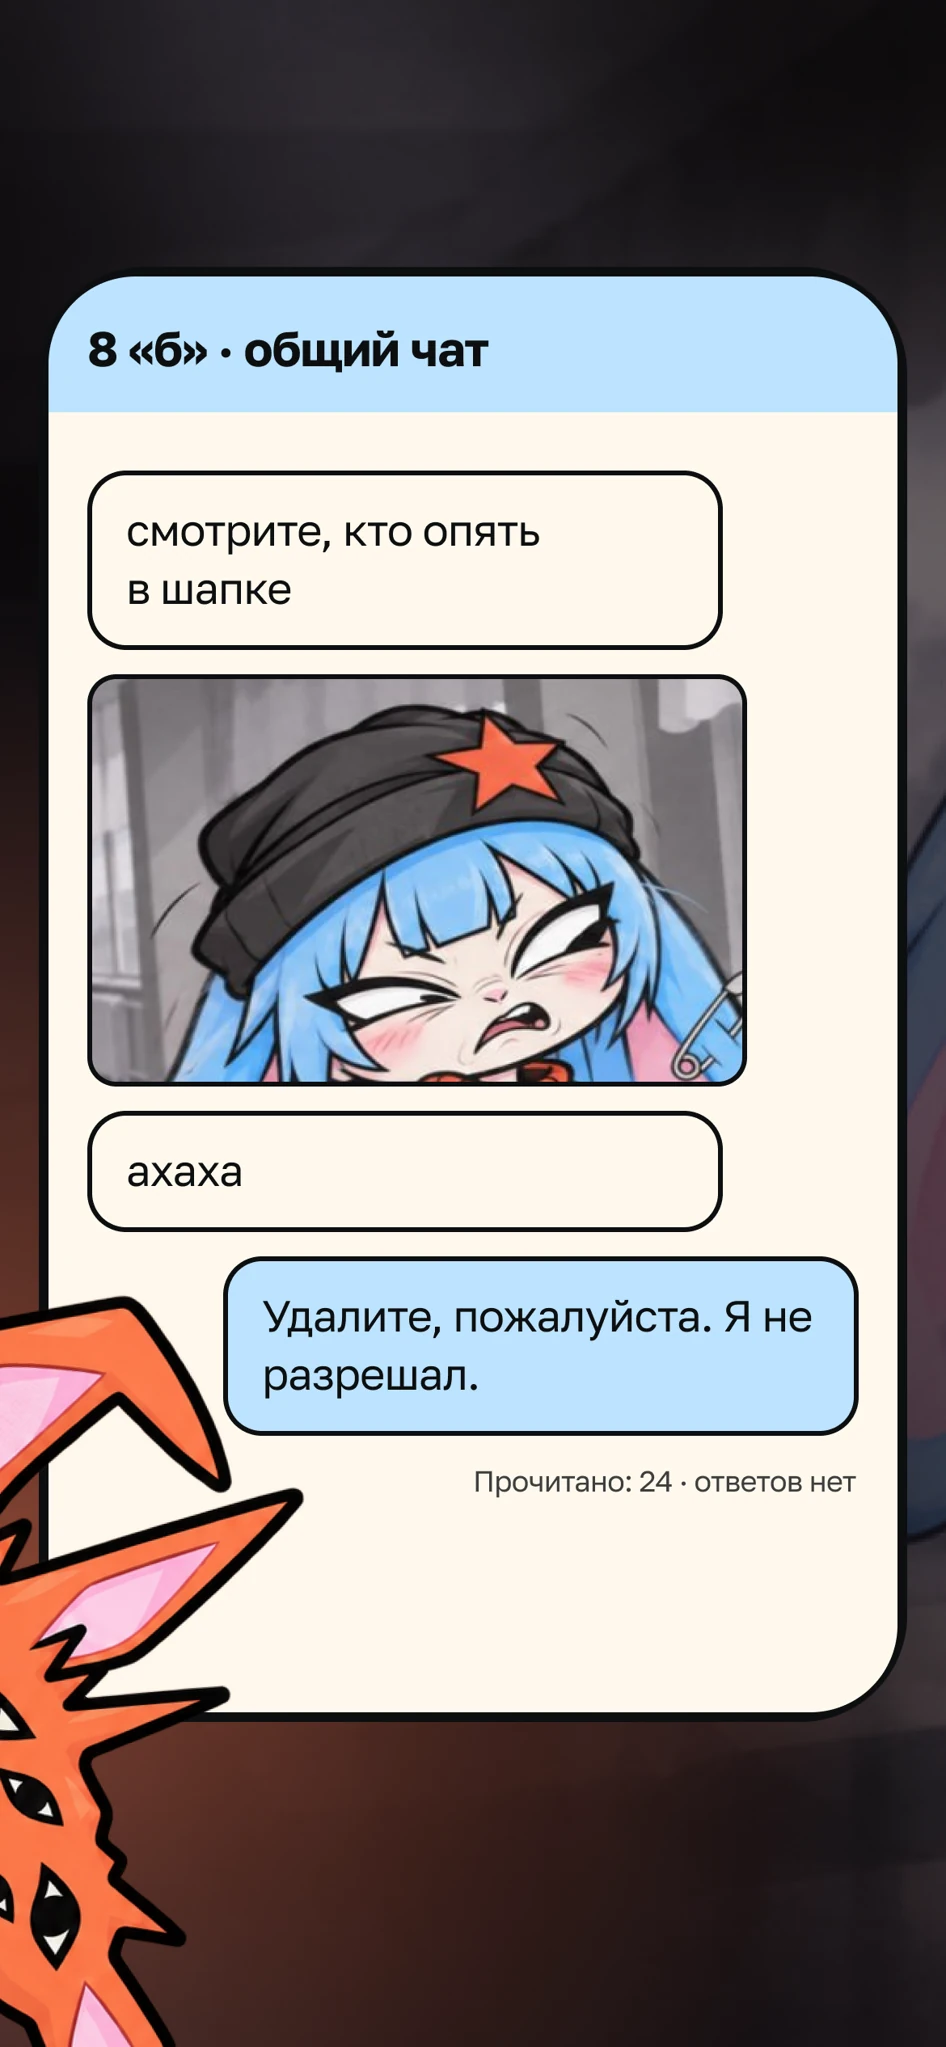 8 «б» · общий чат
смотрите, кто опять
в шапке
ахаха
Удалите, пожалуйста. Я не
разрешал.
Прочитано: 24 · ответов нет